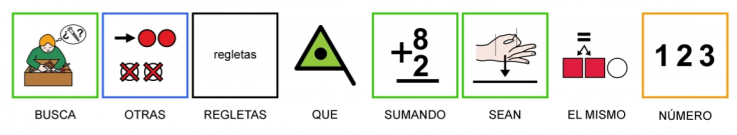 ¿ ?
regletas
+8
2
=
1 2 3
BUSCA OTRAS REGLETAS QUE SUMANDO SEAN EL MISMO NÚMERO